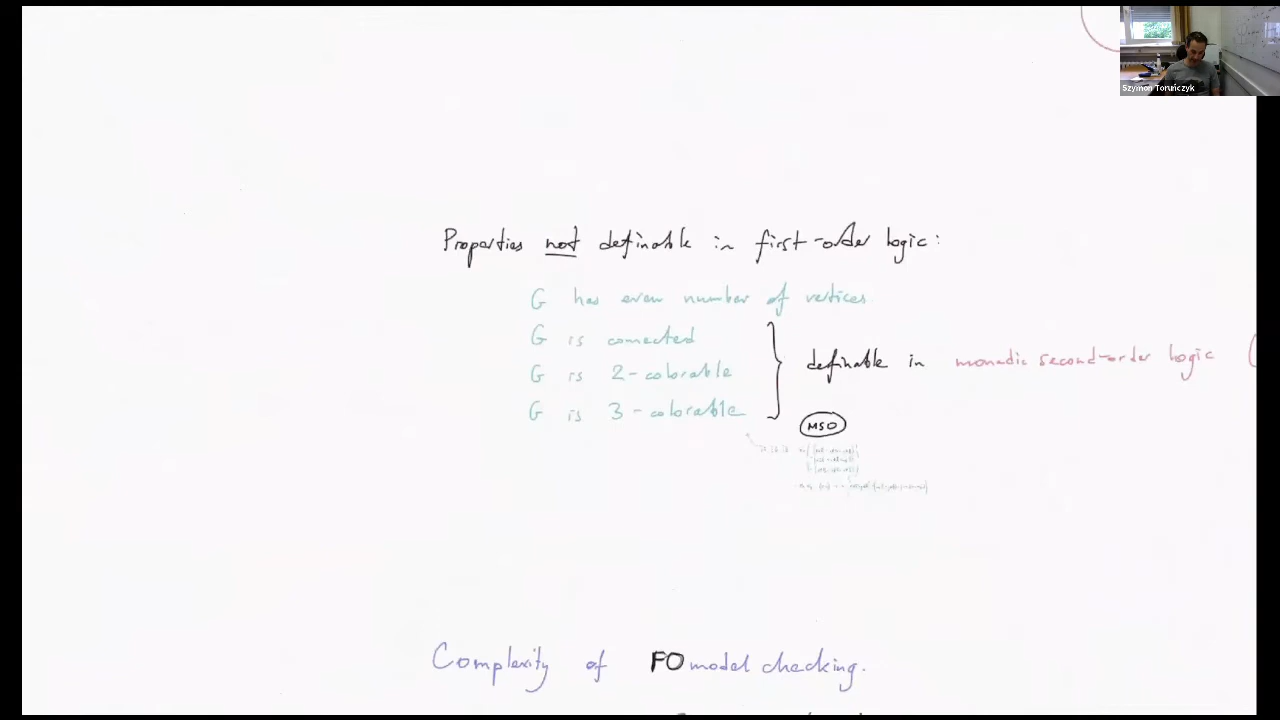 Szymon Toruńczyk
Properties not definable in first-order logic:
G has even number of vertices
G is connected
G is 2-colorable
definable in monadic second-order logic (
G is 3-colorable
MSO
Complexity of FO model checking.